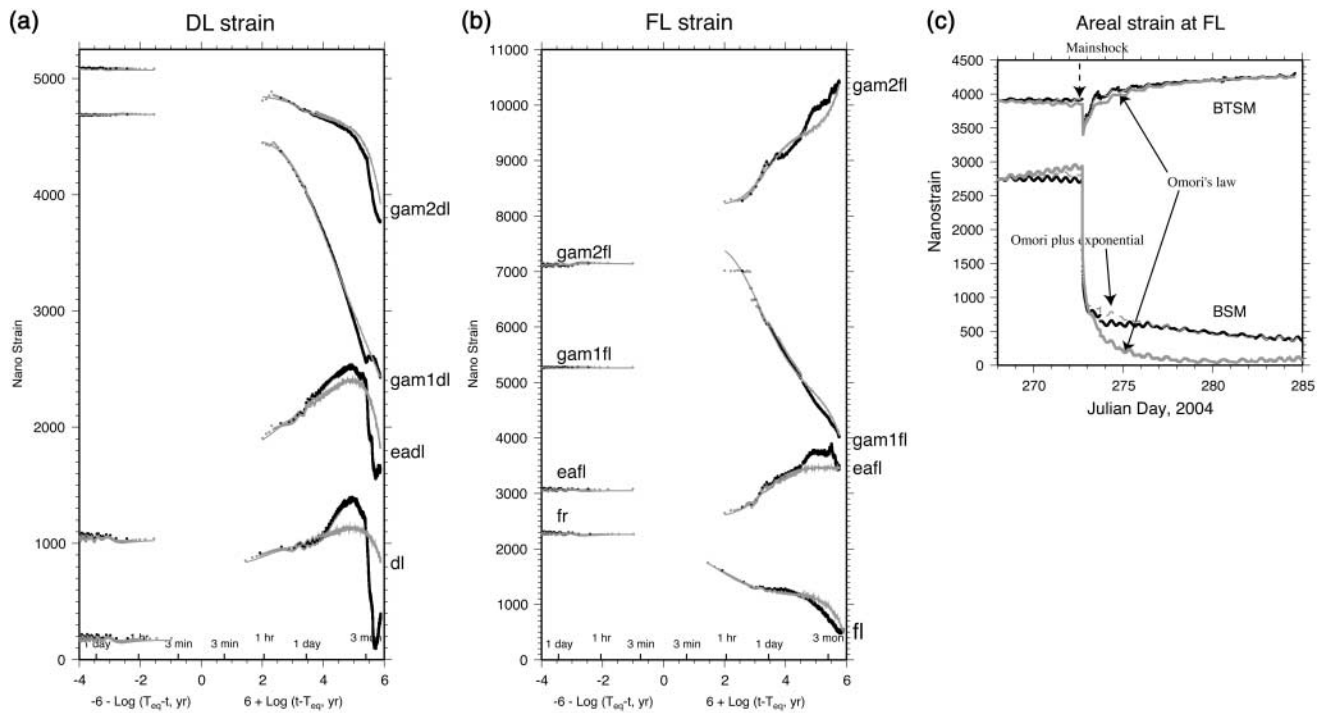 (a)
DL strain
5000
4000
3000
2000
1000
0
Nano Strain
gam2dl
gam1dl
eadl
dl
1 day
1 hr
3 min
3 min
1 hr
1 day
3 mon
-4 -2 0 2 4 6
-6 - Log (Teq-t, yr)
6 + Log (t-Teq, yr)
(b)
FL strain
11000
10000
9000
8000
7000
6000
5000
4000
3000
2000
1000
0
Nano Strain
gam2fl
gam2fl
gam1fl
gam1fl
eafl
eafl
fr
fl
1 day
1 hr
3 min
3 min
1 hr
1 day
3 mon
-4 -2 0 2 4 6
-6 - Log (Teq-t, yr)
6 + Log (t-Teq, yr)
(c)
Areal strain at FL
Mainshock
4500
4000
3500
3000
2500
2000
1500
1000
500
0
Nanostrain
BTSM
Omori's law
Omori plus exponential
BSM
270 275 280 285
Julian Day, 2004